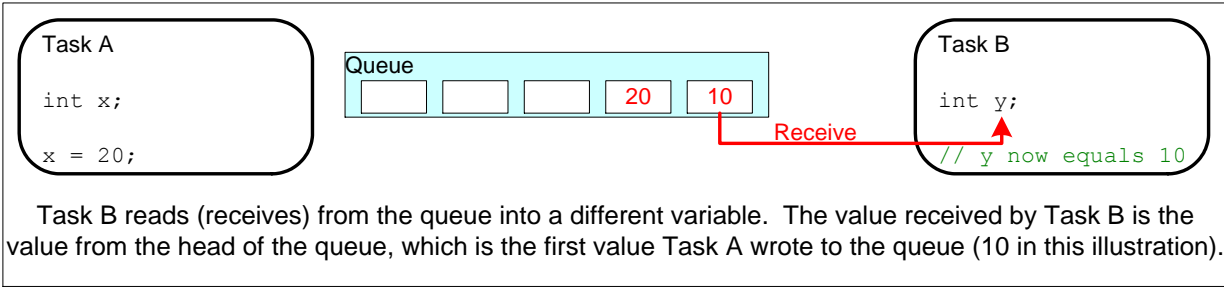 Task A
int x;
x = 20;
Queue
20 10
Receive
Task B
int y;
// y now equals 10
Task B reads (receives) from the queue into a different variable. The value received by Task B is the
value from the head of the queue, which is the first value Task A wrote to the queue (10 in this illustration).